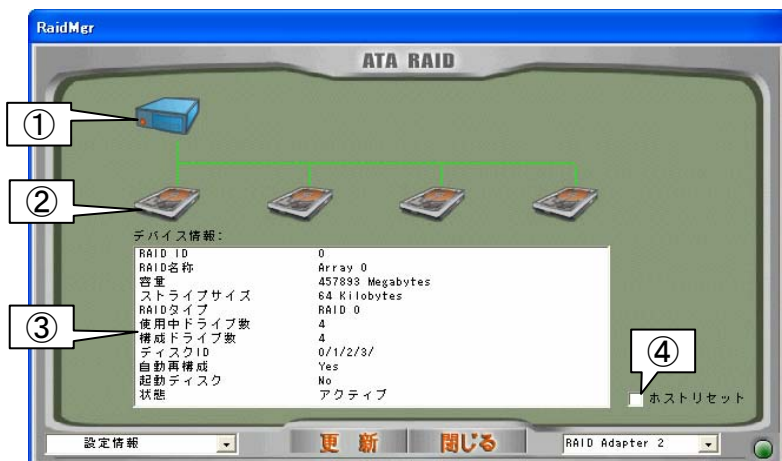 RaidMgr
ATA RAID
①
②
デバイス情報:
RAID ID 0
RAID名称 Array 0
容量 457893 Megabytes
ストライプサイズ 64 Kilobytes
RAIDタイプ RAID 0
使用中ドライブ数 4
構成ドライブ数 4
ディスクID 0/1/2/3/
自動再構成 Yes
起動ディスク No
状態 アクティブ
③
④
ホストリセット
設定情報
更 新
閉じる
RAID Adapter 2